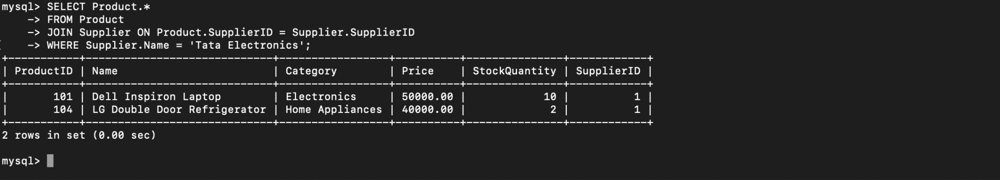 mysql> SELECT Product.*
    -> FROM Product
    -> JOIN Supplier ON Product.SupplierID = Supplier.SupplierID
    -> WHERE Supplier.Name = 'Tata Electronics';
+-----------+-----------------------------+-----------------+----------+---------------+------------+
| ProductID | Name                        | Category        | Price    | StockQuantity | SupplierID |
+-----------+-----------------------------+-----------------+----------+---------------+------------+
|       101 | Dell Inspiron Laptop        | Electronics     | 50000.00 |            10 |          1 |
|       104 | LG Double Door Refrigerator | Home Appliances | 40000.00 |             2 |          1 |
+-----------+-----------------------------+-----------------+----------+---------------+------------+
2 rows in set (0.00 sec)

mysql>